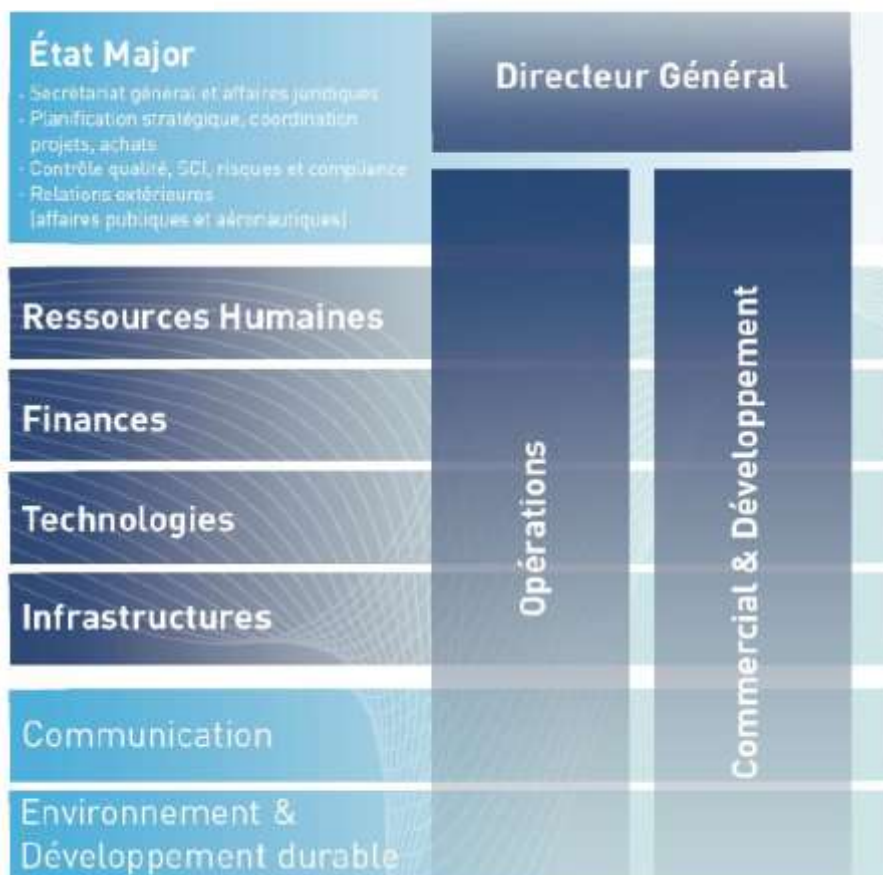 État Major
- Secrétariat général et affaires juridiques
- Planification stratégique, coordination
projets, achats
- Contrôle qualité, SCI, risques et compliance
- Relations extérieures
(affaires publiques et aéronautiques)
Directeur Général
Ressources Humaines
Finances
Technologies
Infrastructures
Communication
Environnement &
Développement durable
Opérations
Commercial & Développement